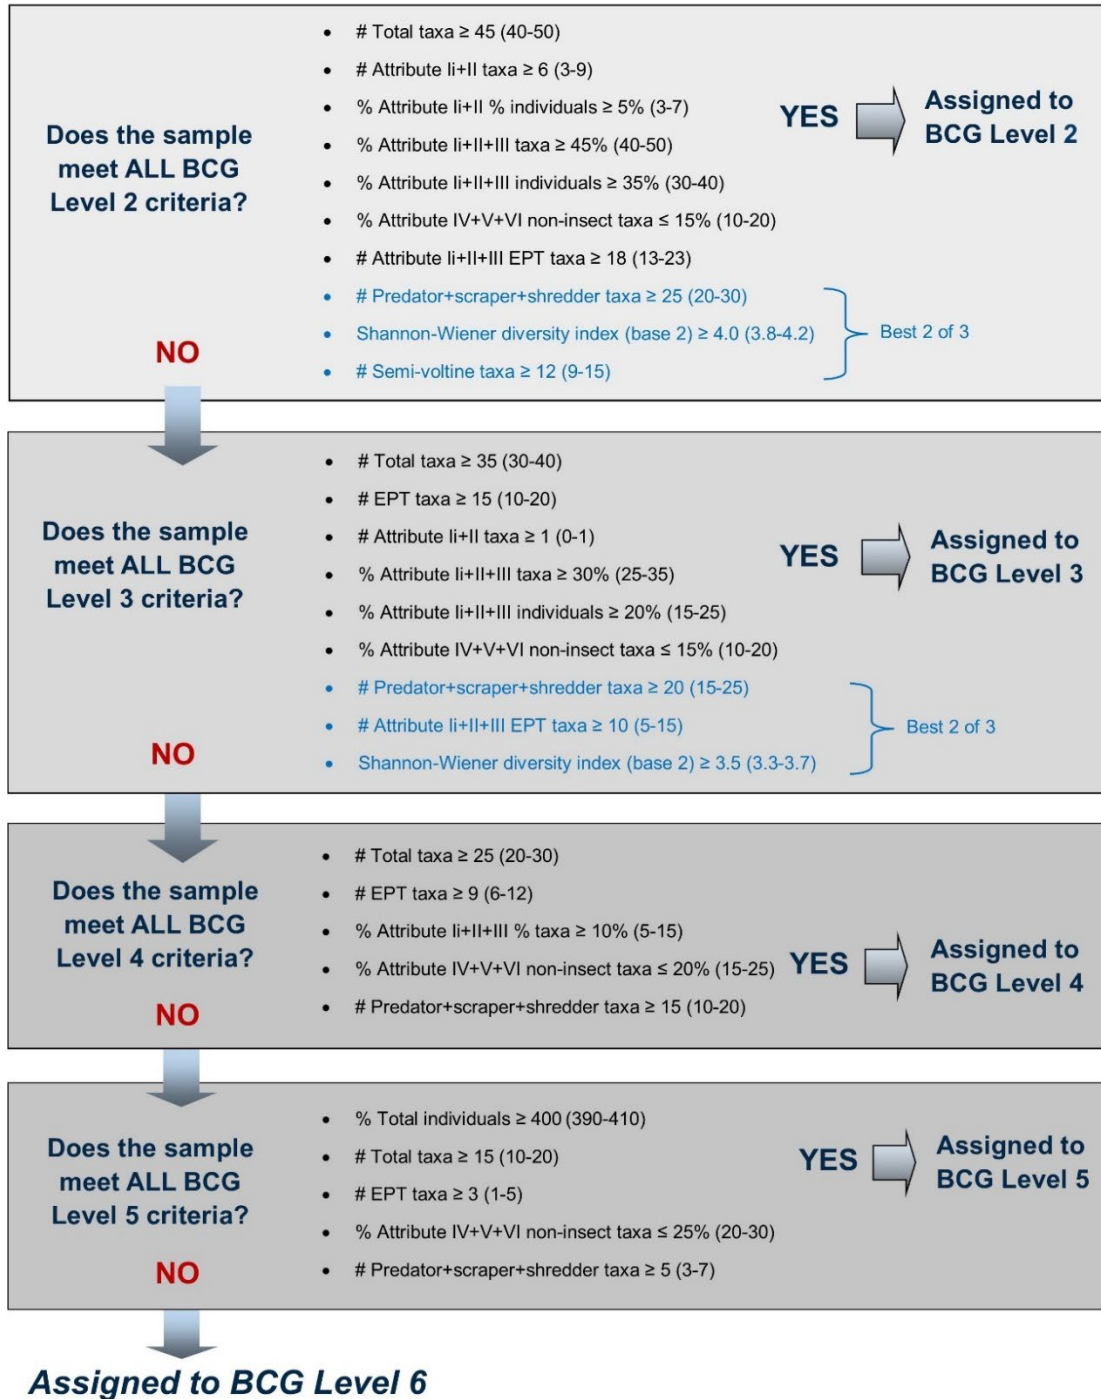 Does the sample
meet ALL BCG
Level 2 criteria?
NO
• # Total taxa ≥ 45 (40-50)
• # Attribute Ii+II taxa ≥ 6 (3-9)
• % Attribute Ii+II % individuals ≥ 5% (3-7)
• % Attribute Ii+II+III taxa ≥ 45% (40-50)
• % Attribute Ii+II+III individuals ≥ 35% (30-40)
• % Attribute IV+V+VI non-insect taxa ≤ 15% (10-20)
• # Attribute Ii+II+III EPT taxa ≥ 18 (13-23)
• # Predator+scraper+shredder taxa ≥ 25 (20-30)
• Shannon-Wiener diversity index (base 2) ≥ 4.0 (3.8-4.2)
• # Semi-voltine taxa ≥ 12 (9-15)
Best 2 of 3
YES
Assigned to
BCG Level 2
Does the sample
meet ALL BCG
Level 3 criteria?
NO
• # Total taxa ≥ 35 (30-40)
• # EPT taxa ≥ 15 (10-20)
• # Attribute Ii+II taxa ≥ 1 (0-1)
• % Attribute Ii+II+III taxa ≥ 30% (25-35)
• % Attribute Ii+II+III individuals ≥ 20% (15-25)
• % Attribute IV+V+VI non-insect taxa ≤ 15% (10-20)
• # Predator+scraper+shredder taxa ≥ 20 (15-25)
• # Attribute Ii+II+III EPT taxa ≥ 10 (5-15)
• Shannon-Wiener diversity index (base 2) ≥ 3.5 (3.3-3.7)
Best 2 of 3
YES
Assigned to
BCG Level 3
Does the sample
meet ALL BCG
Level 4 criteria?
NO
• # Total taxa ≥ 25 (20-30)
• # EPT taxa ≥ 9 (6-12)
• % Attribute Ii+II+III % taxa ≥ 10% (5-15)
• % Attribute IV+V+VI non-insect taxa ≤ 20% (15-25)
• # Predator+scraper+shredder taxa ≥ 15 (10-20)
YES
Assigned to
BCG Level 4
Does the sample
meet ALL BCG
Level 5 criteria?
NO
• % Total individuals ≥ 400 (390-410)
• # Total taxa ≥ 15 (10-20)
• # EPT taxa ≥ 3 (1-5)
• % Attribute IV+V+VI non-insect taxa ≤ 25% (20-30)
• # Predator+scraper+shredder taxa ≥ 5 (3-7)
YES
Assigned to
BCG Level 5
Assigned to BCG Level 6